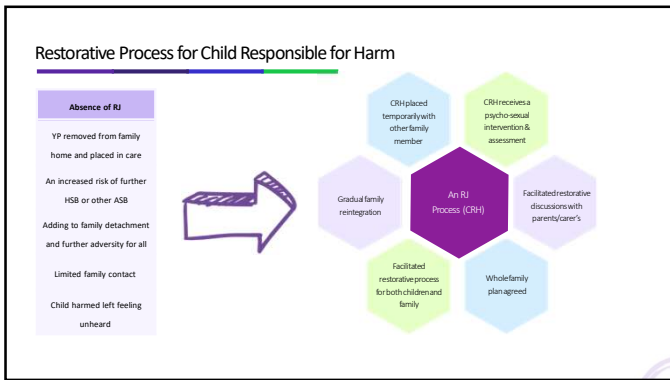 Restorative Process for Child Responsible for Harm
Absence of RJ
YP removed from family
home and placed in care
An increased risk of further
HSB or other ASB
Adding to family detachment
and further adversity for all
Limited family contact
Child harmed left feeling
unheard
CRH placed
temporarily with
other family
member
CRH receives a
psycho-sexual
intervention &
assessment
Gradual family
reintegration
An RJ
Process (CRH)
Facilitated restorative
discussions with
parents/carer's
Facilitated
restorative process
for both children and
family
Whole family
plan agreed